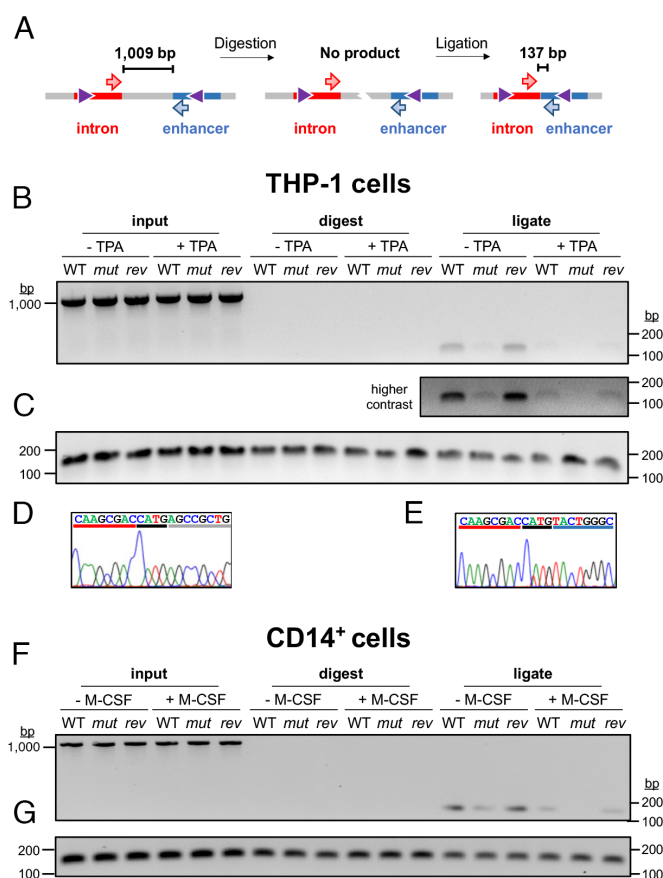 A
1,009 bp
Digestion
No product
Ligation
137 bp
intron
enhancer
intron
enhancer
intron
enhancer
THP-1 cells
B
input
digest
ligate
- TPA
+ TPA
- TPA
+ TPA
- TPA
+ TPA
WT mut rev WT mut rev WT mut rev WT mut rev WT mut rev WT mut rev
bp
1,000
bp
200
100
higher
contrast
200
100
C
200
100
D
CAAGCGACCATGAGCCGCTG
E
CAAGCGACCATGTACTGGGC
CD14+ cells
F
input
digest
ligate
- M-CSF
+ M-CSF
- M-CSF
+ M-CSF
- M-CSF
+ M-CSF
WT mut rev WT mut rev WT mut rev WT mut rev WT mut rev WT mut rev
bp
1,000
bp
200
100
G
200
100